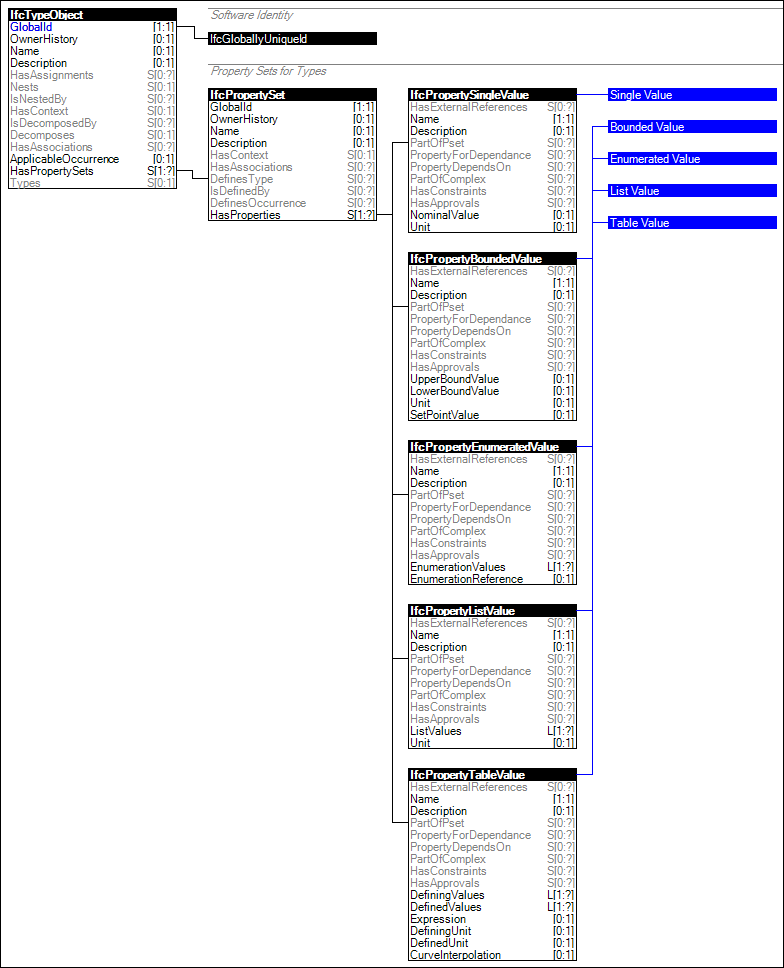 IfcTypeObject
GlobalId [1:1]
OwnerHistory [0:1]
Name [0:1]
Description [0:1]
HasAssignments S[0:?]
Nests S[0:1]
IsNestedBy S[0:?]
HasContext S[0:1]
IsDecomposedBy S[0:?]
Decomposes S[0:1]
HasAssociations S[0:?]
ApplicableOccurrence [0:1]
HasPropertySets S[1:?]
Types S[0:1]
Software Identity
IfcGloballyUniqueId
Property Sets for Types
IfcPropertySet
GlobalId [1:1]
OwnerHistory [0:1]
Name [0:1]
Description [0:1]
HasContext S[0:1]
HasAssociations S[0:?]
DefinesType S[0:?]
IsDefinedBy S[0:?]
DefinesOccurrence S[0:?]
HasProperties S[1:?]
IfcPropertySingleValue
HasExternalReferences S[0:?]
Name [1:1]
Description [0:1]
PartOfPset S[0:?]
PropertyForDependance S[0:?]
PropertyDependsOn S[0:?]
PartOfComplex S[0:?]
HasConstraints S[0:?]
HasApprovals S[0:?]
NominalValue [0:1]
Unit [0:1]
IfcPropertyBoundedValue
HasExternalReferences S[0:?]
Name [1:1]
Description [0:1]
PartOfPset S[0:?]
PropertyForDependance S[0:?]
PropertyDependsOn S[0:?]
PartOfComplex S[0:?]
HasConstraints S[0:?]
HasApprovals S[0:?]
UpperBoundValue [0:1]
LowerBoundValue [0:1]
Unit [0:1]
SetPointValue [0:1]
IfcPropertyEnumeratedValue
HasExternalReferences S[0:?]
Name [1:1]
Description [0:1]
PartOfPset S[0:?]
PropertyForDependance S[0:?]
PropertyDependsOn S[0:?]
PartOfComplex S[0:?]
HasConstraints S[0:?]
HasApprovals S[0:?]
EnumerationValues L[1:?]
EnumerationReference [0:1]
IfcPropertyListValue
HasExternalReferences S[0:?]
Name [1:1]
Description [0:1]
PartOfPset S[0:?]
PropertyForDependance S[0:?]
PropertyDependsOn S[0:?]
PartOfComplex S[0:?]
HasConstraints S[0:?]
HasApprovals S[0:?]
ListValues L[1:?]
Unit [0:1]
IfcPropertyTableValue
HasExternalReferences S[0:?]
Name [1:1]
Description [0:1]
PartOfPset S[0:?]
PropertyForDependance S[0:?]
PropertyDependsOn S[0:?]
PartOfComplex S[0:?]
HasConstraints S[0:?]
HasApprovals S[0:?]
DefiningValues L[1:?]
DefinedValues L[1:?]
Expression [0:1]
DefiningUnit [0:1]
DefinedUnit [0:1]
CurveInterpolation [0:1]
Single Value
Bounded Value
Enumerated Value
List Value
Table Value